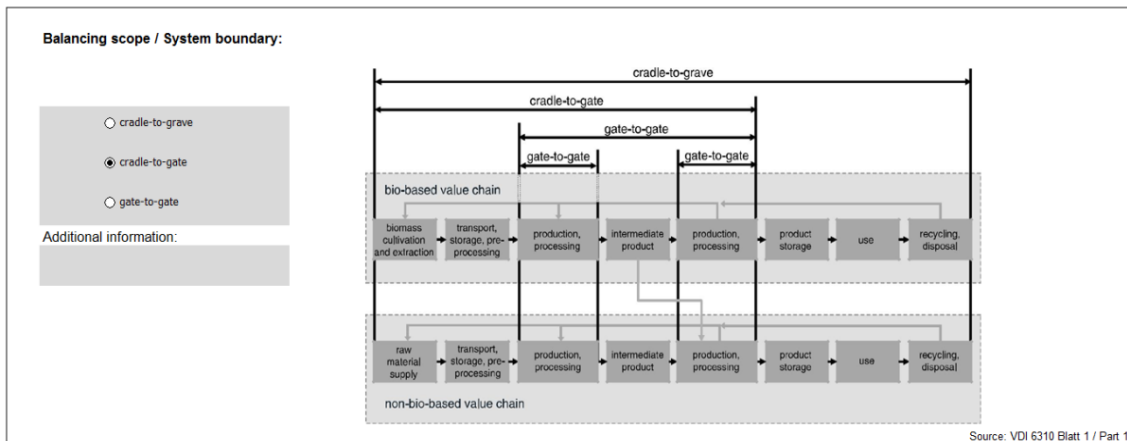 Balancing scope / System boundary:
cradle-to-grave
cradle-to-gate
gate-to-gate
Additional information:
cradle-to-grave
cradle-to-gate
gate-to-gate
gate-to-gate
gate-to-gate
bio-based value chain
biomass
cultivation
and extraction
transport,
storage, pre-
processing
production,
processing
intermediate
product
production,
processing
product
storage
use
recycling,
disposal
raw
material
supply
transport,
storage, pre-
processing
production,
processing
intermediate
product
production,
processing
product
storage
use
recycling,
disposal
non-bio-based value chain
Source: VDI 6310 Blatt 1 / Part 1